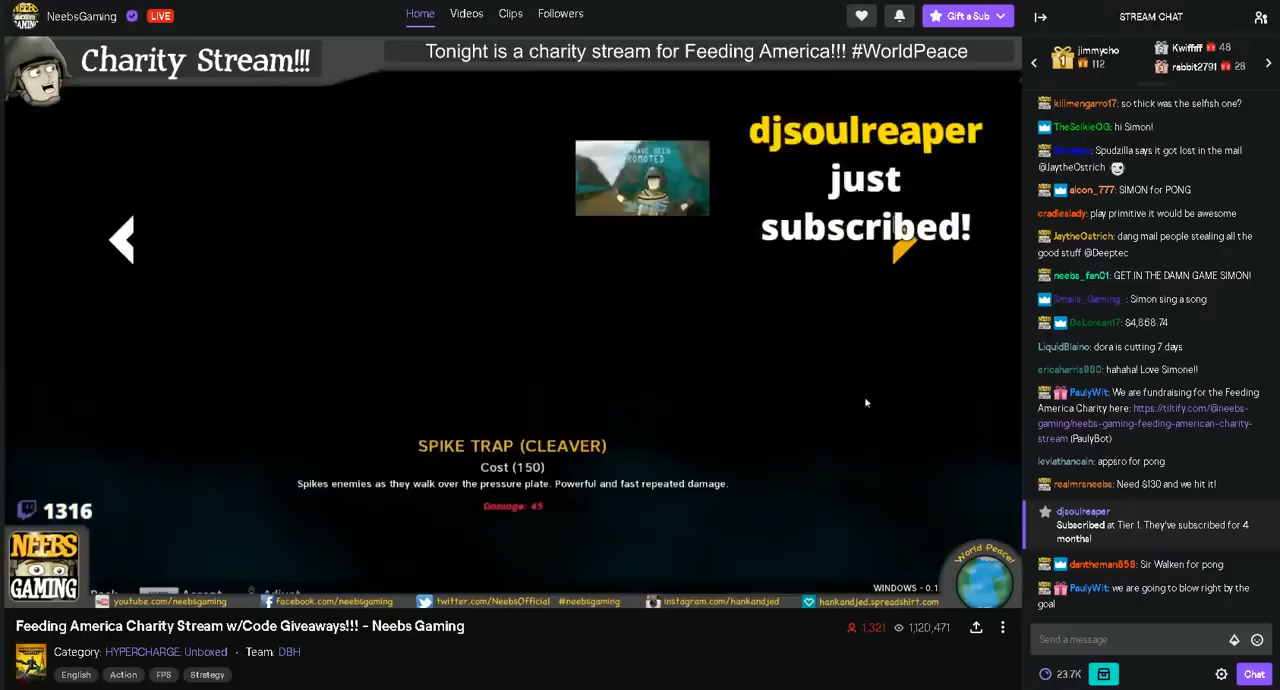 NeebsGaming LIVE
Home Videos Clips Followers
Gift a Sub
STREAM CHAT
Charity Stream!!!
Tonight is a charity stream for Feeding America!!! #WorldPeace
1 jimmycho 112
Kwiffiff 48
rabbit2791 28
djsoulreaper
just
subscribed!
SPIKE TRAP (CLEAVER)
Cost (150)
Spikes enemies as they walk over the pressure plate. Powerful and fast repeated damage.
Damage: 45
1316
NEEBS
GAMING
World Peace!
WINDOWS - 0.1
youtube.com/neebsgaming
facebook.com/neebsgaming
twitter.com/NeebsOfficial #neebsgaming
instagram.com/hankandjed
hankandjed.spreadshirt.com
Feeding America Charity Stream w/Code Giveaways!!! - Neebs Gaming
1,321 1,120,471
Category: HYPERCHARGE: Unboxed · Team: DBH
English Action FPS Strategy
killmengarro17: so thick was the selfish one?
TheSelkieOG: hi Simon!
Deeptec: Spudzilla says it got lost in the mail
@JaytheOstrich
alcon_777: SIMON for PONG
cradlealady: play primitive it would be awesome
JaytheOstrich: dang mail people stealing all the
good stuff @Deeptec
neebs_fan01: GET IN THE DAMN GAME SIMON!
Smalls_Gaming_: Simon sing a song
DeLorean17: $4,868.74
LiquidBlaino: dora is cutting 7 days
ericaharris980: hahaha! Love Simone!!
PaulyWit: We are fundraising for the Feeding
America Charity here: https://tiltify.com/@neebs-
gaming/neebs-gaming-feeding-american-charity-
stream (PaulyBot)
leviathancain: appsro for pong
realmrsneebs: Need $130 and we hit it!
djsoulreaper
Subscribed at Tier 1. They've subscribed for 4
months!
dantheman858: Sir Walken for pong
PaulyWit: we are going to blow right by the
goal
Send a message
23.7K
Chat